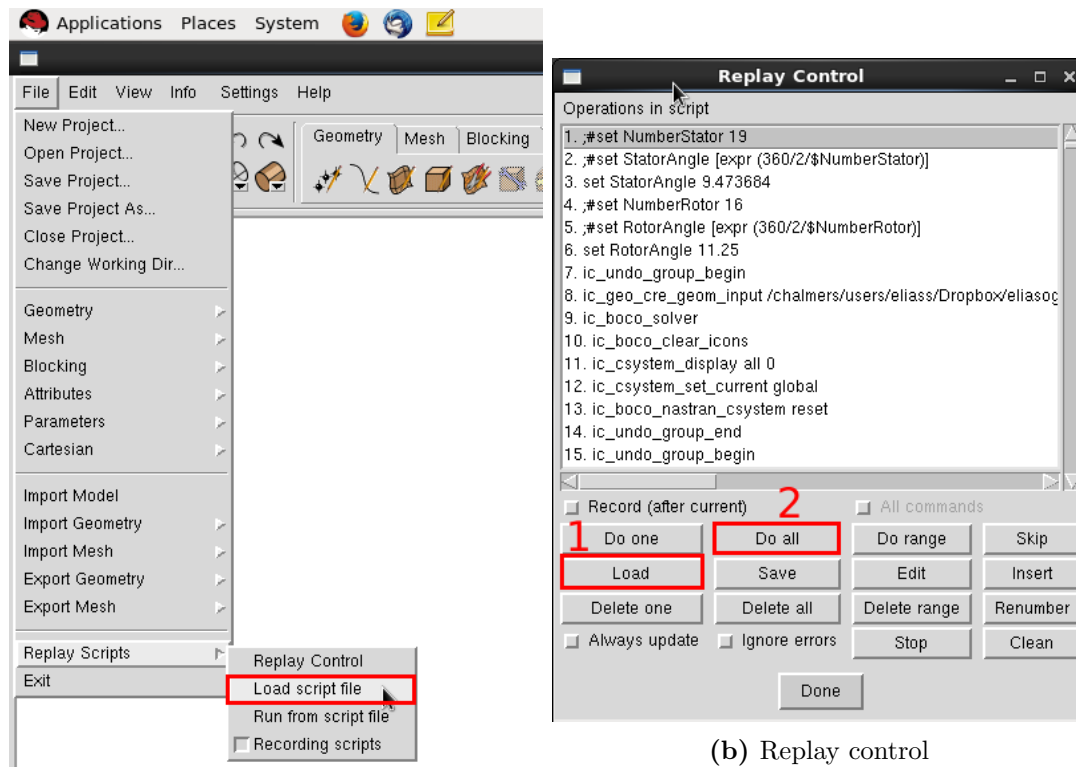 Applications Places System
File Edit View Info Settings Help
New Project...
Open Project...
Save Project...
Save Project As...
Close Project...
Change Working Dir...
Geometry
Mesh
Blocking
Attributes
Parameters
Cartesian
Import Model
Import Geometry
Import Mesh
Export Geometry
Export Mesh
Replay Scripts
Exit
Geometry Mesh Blocking
Replay Control
Load script file
Run from script file
Recording scripts
Replay Control
Operations in script
1. ;#set NumberStator 19
2. ;#set StatorAngle [expr (360/2/$NumberStator)]
3. set StatorAngle 9.473684
4. ;#set NumberRotor 16
5. ;#set RotorAngle [expr (360/2/$NumberRotor)]
6. set RotorAngle 11.25
7. ic_undo_group_begin
8. ic_geo_cre_geom_input /chalmers/users/eliass/Dropbox/eliasog
9. ic_boco_solver
10. ic_boco_clear_icons
11. ic_csystem_display all 0
12. ic_csystem_set_current global
13. ic_boco_nastran_csystem reset
14. ic_undo_group_end
15. ic_undo_group_begin
Record (after current) 2 All commands
1 Do one Do all Do range Skip
Load Save Edit Insert
Delete one Delete all Delete range Renumber
Always update Ignore errors Stop Clean
Done
(b) Replay control